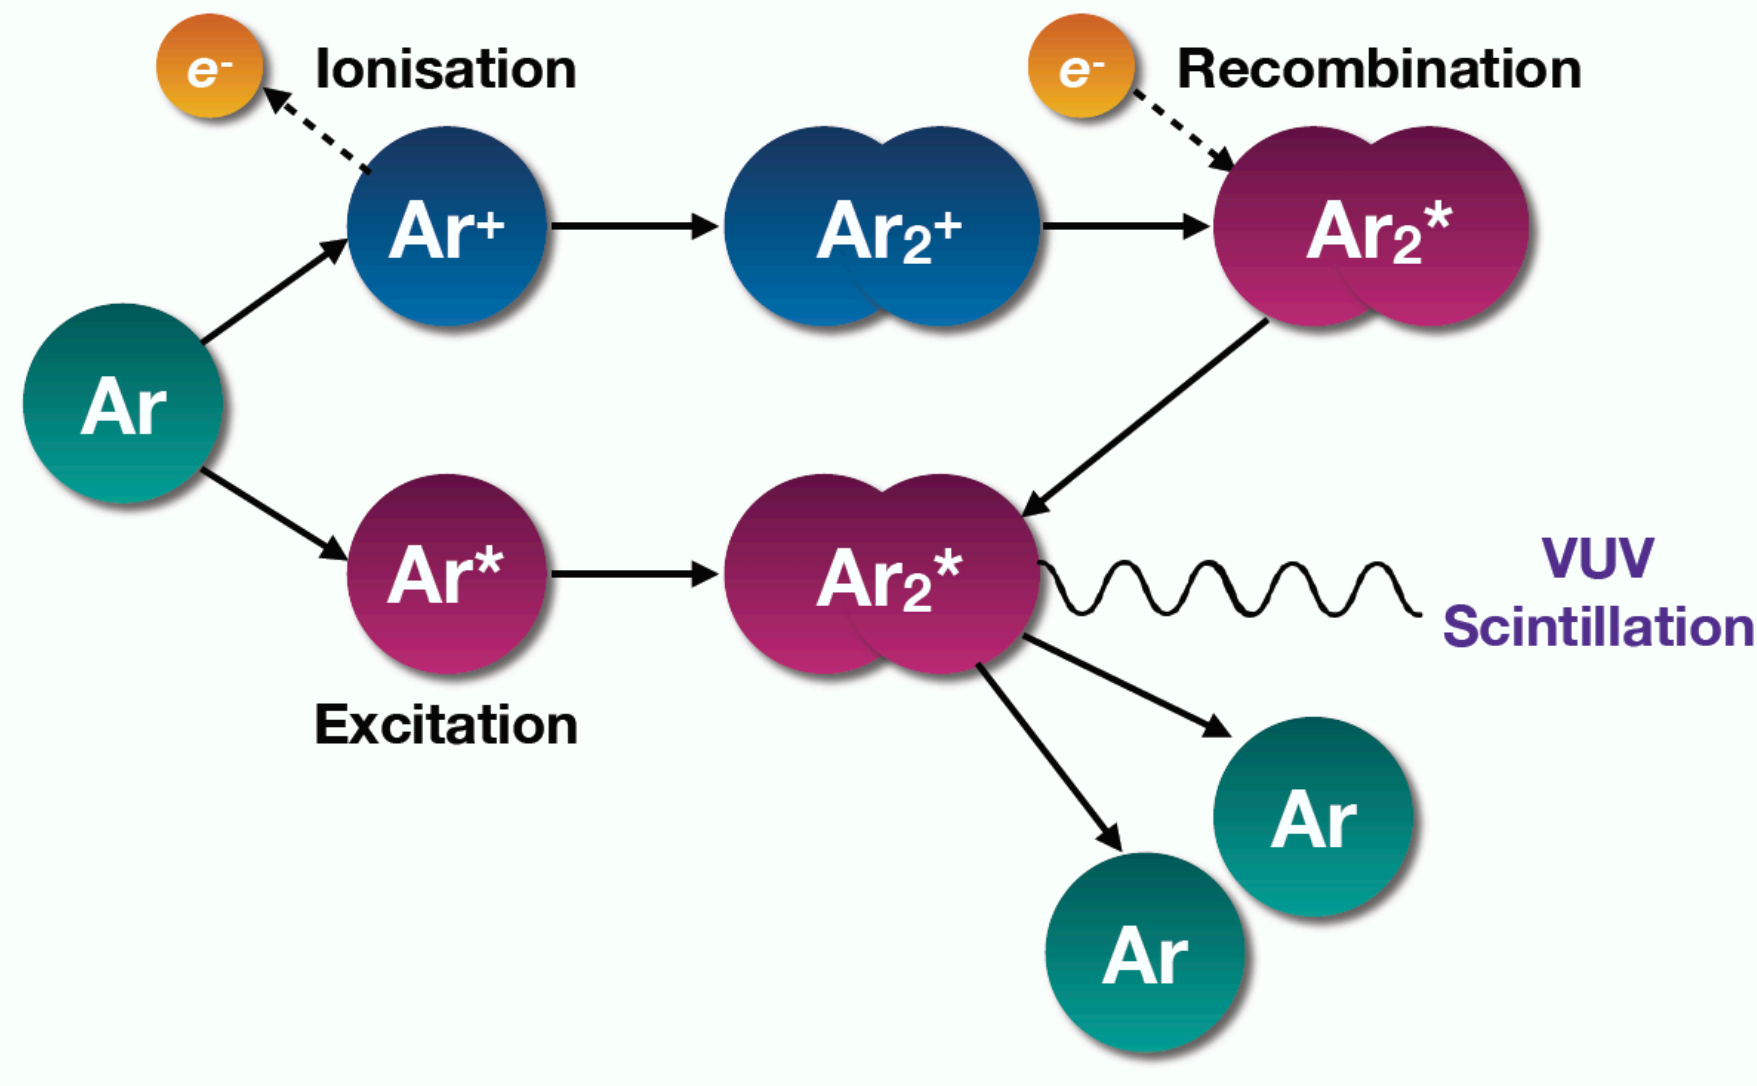 e-
Ionisation
e-
Recombination
Ar+
Ar2+
Ar2*
Ar
Ar*
Ar2*
VUV
Scintillation
Excitation
Ar
Ar